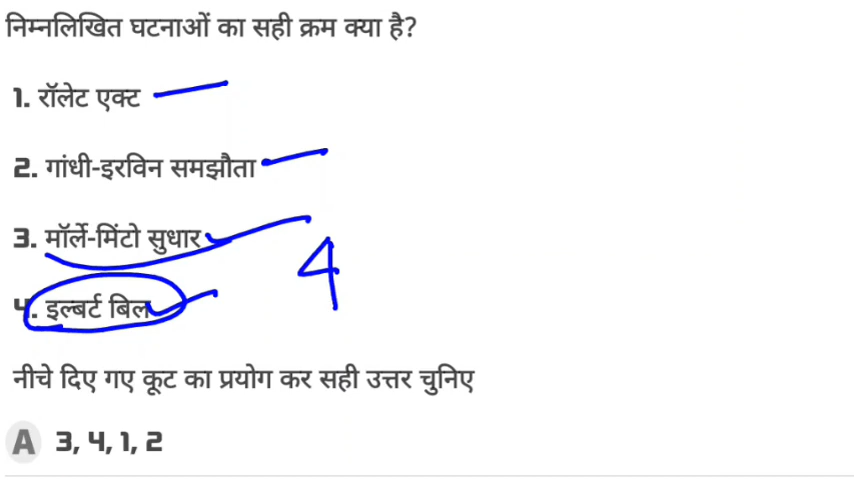 निम्नलिखित घटनाओं का सही क्रम क्या है?
1. रॉलेट एक्ट
2. गांधी-इरविन समझौता
3. मॉर्ले-मिंटो सुधार
4
4. इल्बर्ट बिल
नीचे दिए गए कूट का प्रयोग कर सही उत्तर चुनिए
A 3, 4, 1, 2